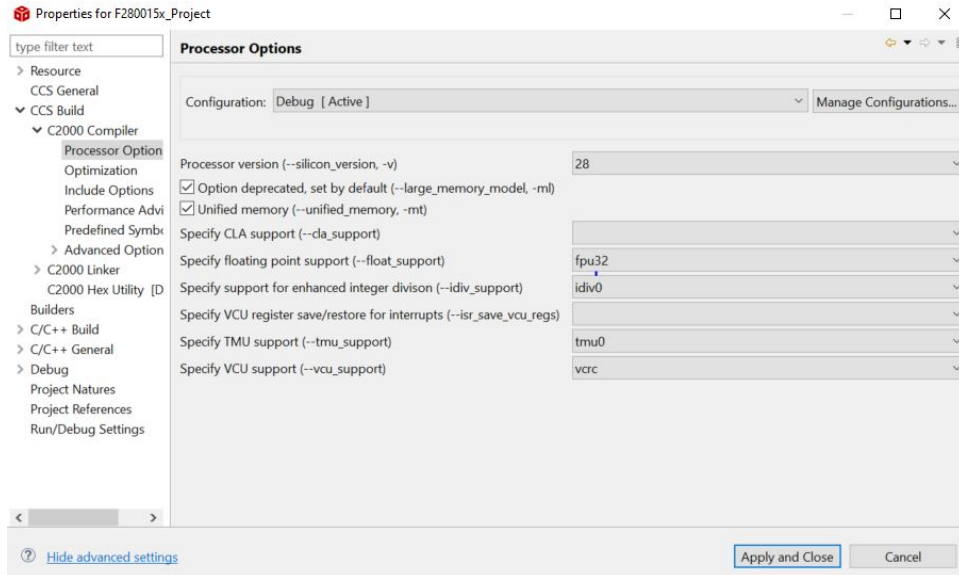 Properties for F280015x_Project
type filter text
Processor Options
Resource
CCS General
CCS Build
C2000 Compiler
Processor Option
Optimization
Include Options
Performance Advi
Predefined Symbo
Advanced Option
C2000 Linker
C2000 Hex Utility [D
Builders
C/C++ Build
C/C++ General
Debug
Project Natures
Project References
Run/Debug Settings
Configuration: Debug [ Active ]
Manage Configurations...
Processor version (--silicon_version, -v) 28
Option deprecated, set by default (--large_memory_model, -ml)
Unified memory (--unified_memory, -mt)
Specify CLA support (--cla_support)
Specify floating point support (--float_support) fpu32
Specify support for enhanced integer divison (--idiv_support) idiv0
Specify VCU register save/restore for interrupts (--isr_save_vcu_regs)
Specify TMU support (--tmu_support) tmu0
Specify VCU support (--vcu_support) vcrc
Hide advanced settings
Apply and Close
Cancel